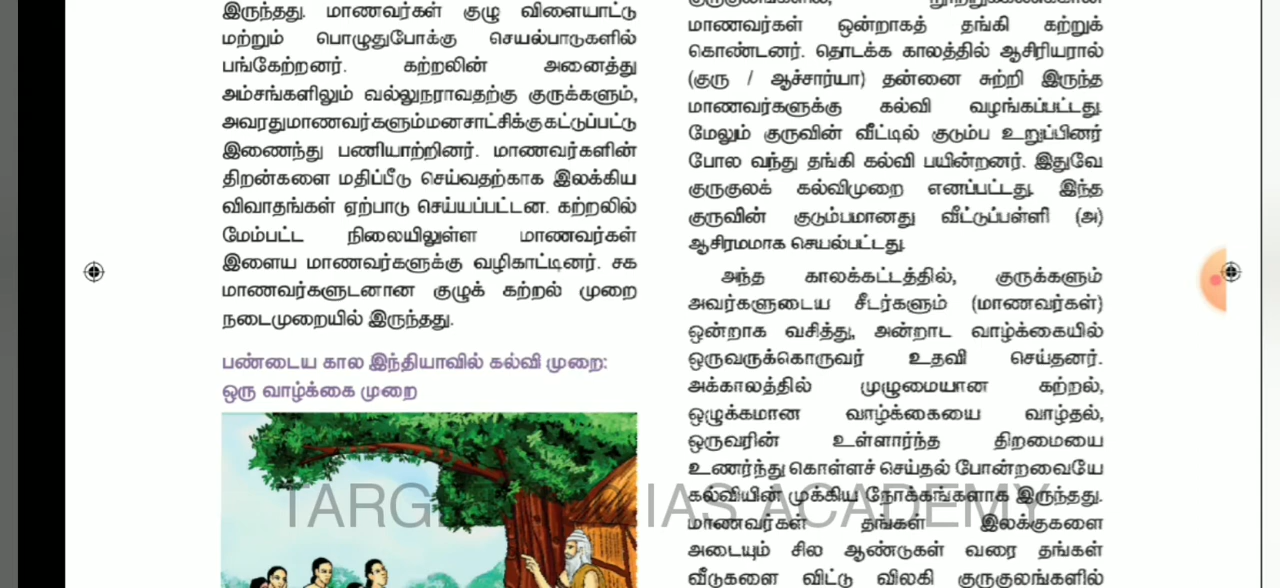 இருந்தது. மாணவர்கள் குழு விளையாட்டு
மற்றும் பொழுதுபோக்கு செயல்பாடுகளில்
பங்கேற்றனர். கற்றலின் அனைத்து
அம்சங்களிலும் வல்லுநராவதற்கு குருக்களும்,
அவரதுமாணவர்களும்மனசாட்சிக்குகட்டுப்பட்டு
இணைந்து பணியாற்றினர். மாணவர்களின்
திறன்களை மதிப்பீடு செய்வதற்காக இலக்கிய
விவாதங்கள் ஏற்பாடு செய்யப்பட்டன. கற்றலில்
மேம்பட்ட நிலையிலுள்ள மாணவர்கள்
இளைய மாணவர்களுக்கு வழிகாட்டினர். சக
மாணவர்களுடனான குழுக் கற்றல் முறை
நடைமுறையில் இருந்தது.
பண்டைய கால இந்தியாவில் கல்வி முறை:
ஒரு வாழ்க்கை முறை
மாணவர்கள் ஒன்றாகத் தங்கி கற்றுக்
கொண்டனர். தொடக்க காலத்தில் ஆசிரியரால்
(குரு / ஆச்சார்யா) தன்னை சுற்றி இருந்த
மாணவர்களுக்கு கல்வி வழங்கப்பட்டது.
மேலும் குருவின் வீட்டில் குடும்ப உறுப்பினர்
போல வந்து தங்கி கல்வி பயின்றனர். இதுவே
குருகுலக் கல்விமுறை எனப்பட்டது. இந்த
குருவின் குடும்பமானது வீட்டுப்பள்ளி (அ)
ஆசிரமமாக செயல்பட்டது.
அந்த காலக்கட்டத்தில், குருக்களும்
அவர்களுடைய சீடர்களும் (மாணவர்கள்)
ஒன்றாக வசித்து, அன்றாட வாழ்க்கையில்
ஒருவருக்கொருவர் உதவி செய்தனர்.
அக்காலத்தில் முழுமையான கற்றல்,
ஒழுக்கமான வாழ்க்கையை வாழ்தல்,
ஒருவரின் உள்ளார்ந்த திறமையை
உணர்ந்து கொள்ளச் செய்தல் போன்றவையே
கல்வியின் முக்கிய நோக்கங்களாக இருந்தது.
மாணவர்கள் தங்கள் இலக்குகளை
அடையும் சில ஆண்டுகள் வரை தங்கள்
வீடுகளை விட்டு விலகி குருகுலங்களில்
IAS ACADEMY